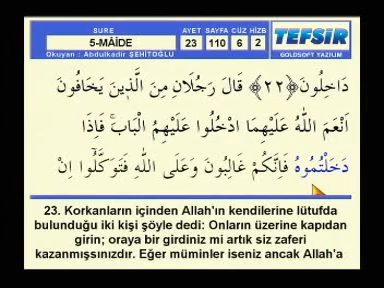 SURE AYET SAYFA CÜZ HİZB
5-MÂİDE 23 110 6 2
TEFSİR
Okuyan : Abdulkadir ŞEHİTOĞLU GOLDSOFT YAZILIM
دَاخِلُونَ ﴿٢٢﴾ قَالَ رَجُلَانِ مِنَ الَّذِينَ يَخَافُونَ
اَنْعَمَ اللّٰهُ عَلَيْهِمَا ادْخُلُوا عَلَيْهِمُ الْبَابَۚ فَاِذَا
دَخَلْتُمُوهُ فَاِنَّكُمْ غَالِبُونَ وَعَلَى اللّٰهِ فَتَوَكَّلُٓوا اِنْ
23. Korkanların içinden Allah'ın kendilerine lütufda
bulunduğu iki kişi şöyle dedi: Onların üzerine kapıdan
girin; oraya bir girdiniz mi artık siz zaferi
kazanmışsınızdır. Eğer müminler iseniz ancak Allah'a